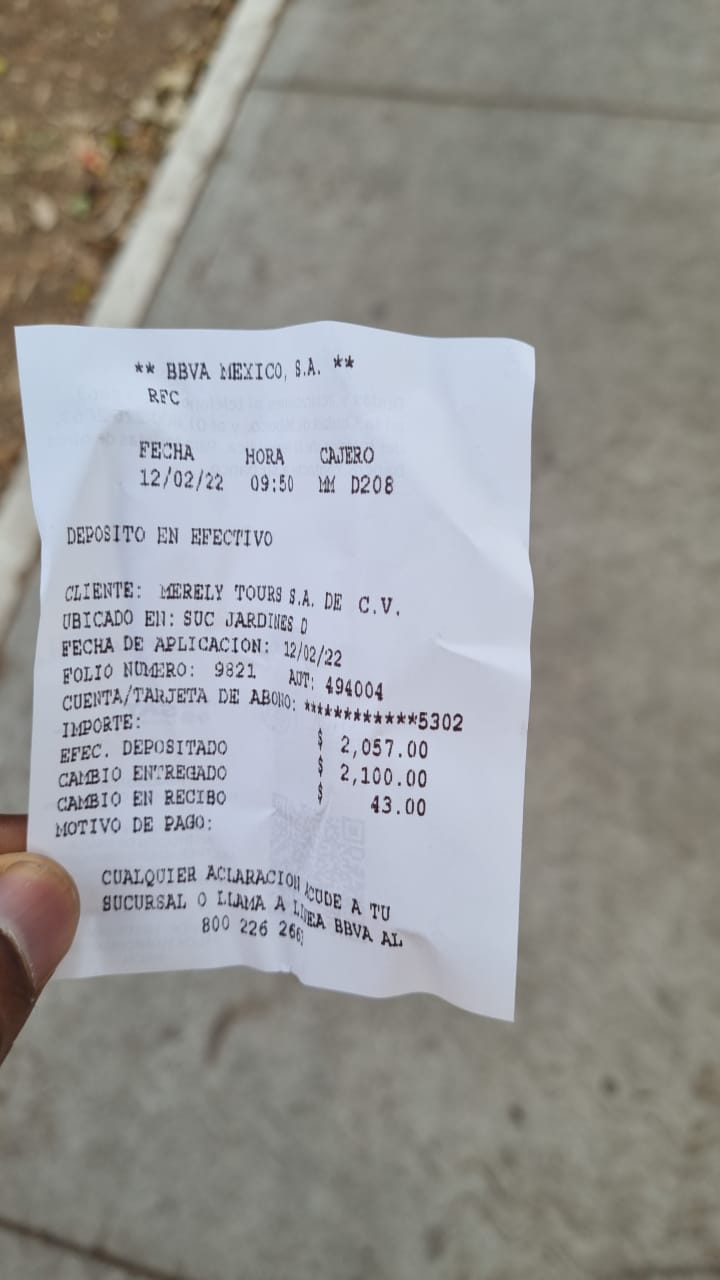 ** BBVA MEXICO, S.A. **
RFC
FECHA HORA CAJERO
12/02/22 09:50 MM D208
DEPOSITO EN EFECTIVO
CLIENTE: MERELY TOURS S.A. DE C.V.
UBICADO EN: SUC JARDINES D
FECHA DE APLICACION: 12/02/22
FOLIO NUMERO: 9821 AUT: 494004
CUENTA/TARJETA DE ABONO: ************5302
IMPORTE: $ 2,057.00
EFEC. DEPOSITADO $ 2,100.00
CAMBIO ENTREGADO $ 43.00
CAMBIO EN RECIBO
MOTIVO DE PAGO:
CUALQUIER ACLARACION ACUDE A TU
SUCURSAL O LLAMA A LINEA BBVA AL
800 226 266